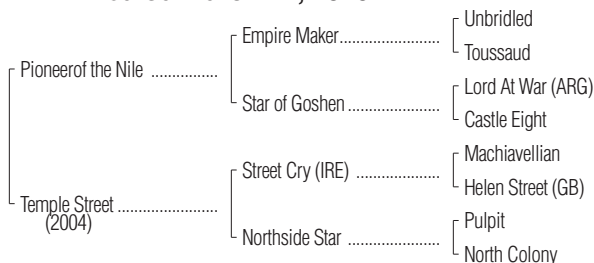 Unbridled
Empire Maker........................
Toussaud
Pioneerof the Nile ................
Lord At War (ARG)
Star of Goshen......................
Castle Eight
Machiavellian
Street Cry (IRE) ....................
Helen Street (GB)
Temple Street ........................
(2004)
Pulpit
Northside Star ......................
North Colony